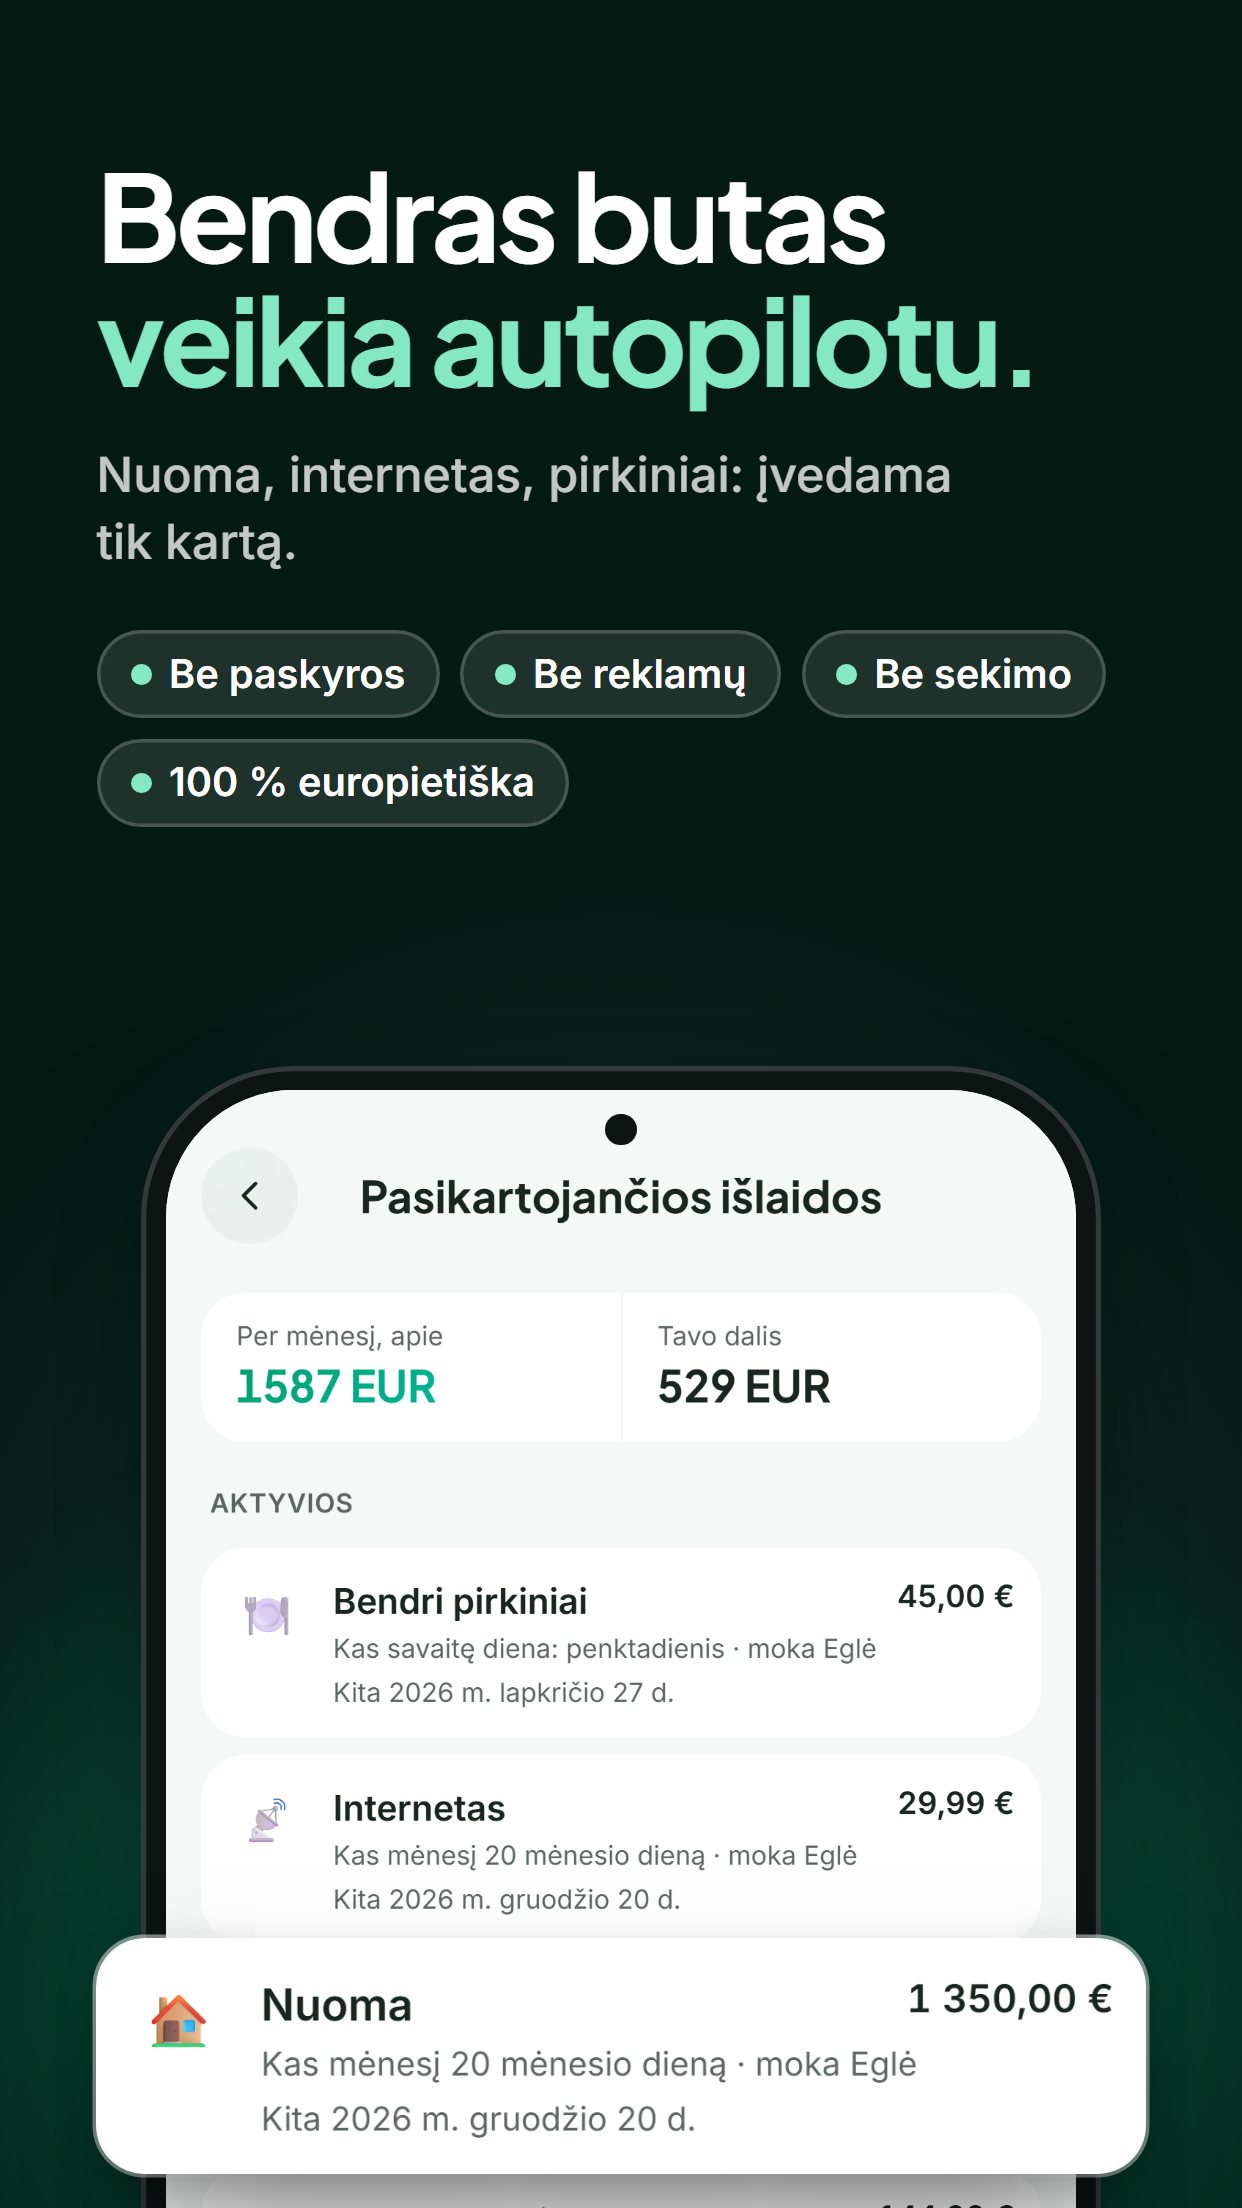 Bendras butas
veikia autopilotu.
Nuoma, internetas, pirkiniai: įvedama
tik kartą.
Be paskyros
Be reklamų
Be sekimo
100 % europietiška
Pasikartojančios išlaidos
Per mėnesį, apie
1587 EUR
Tavo dalis
529 EUR
AKTYVIOS
Bendri pirkiniai
45,00 €
Kas savaitę diena: penktadienis · moka Eglė
Kita 2026 m. lapkričio 27 d.
Internetas
29,99 €
Kas mėnesį 20 mėnesio dieną · moka Eglė
Kita 2026 m. gruodžio 20 d.
Nuoma
1 350,00 €
Kas mėnesį 20 mėnesio dieną · moka Eglė
Kita 2026 m. gruodžio 20 d.